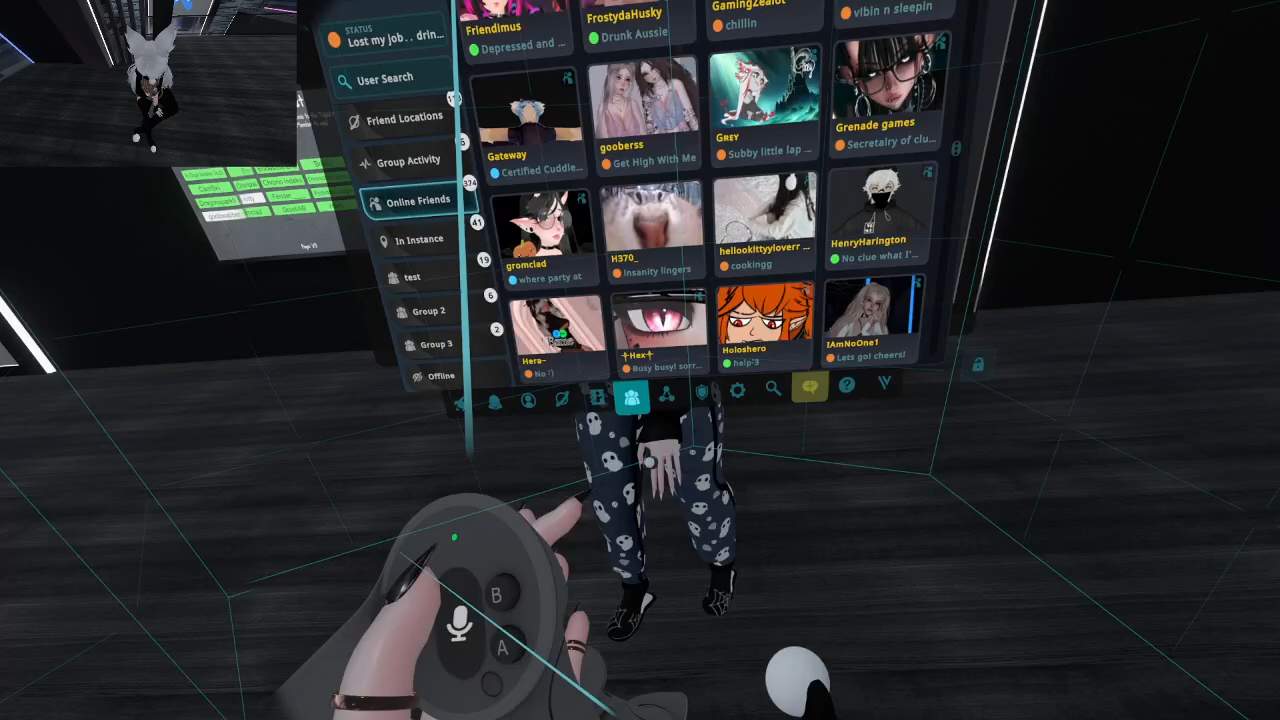 STATUS
Lost my job. . drin...
User Search
Friend Locations
Group Activity
Online Friends
In Instance
test
Group 2
Group 3
Offline
374
41
19
6
2
Friendimus
Depressed and ...
FrostydaHusky
Drunk Aussie
GamingZealot
chillin
vibin n sleepin
Gateway
Certified Cuddle...
gooberss
Get High With Me
Grey
Subby little lap ...
Grenade games
Secretairy of clu...
gromclad
where party at
H370_
Insanity lingers
hellookittyyloverr ...
cookingg
HenryHarington
No clue what I'...
Hera~
No :)
†Hex†
Busy busy! sorr...
Holoshero
help:3
IAmNoOne1
Lets go! cheers!
B
A